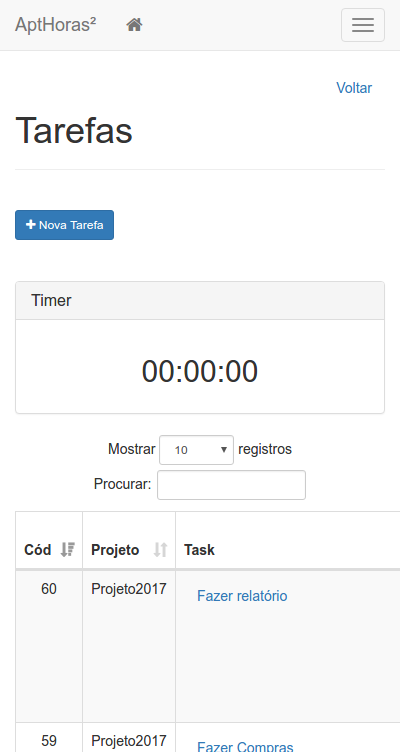 AptHoras²
Voltar
Tarefas
Nova Tarefa
Timer
00:00:00
Mostrar 10 registros
Procurar:
Cód Projeto Task
60 Projeto2017 Fazer relatório
59 Projeto2017 Fazer Compras